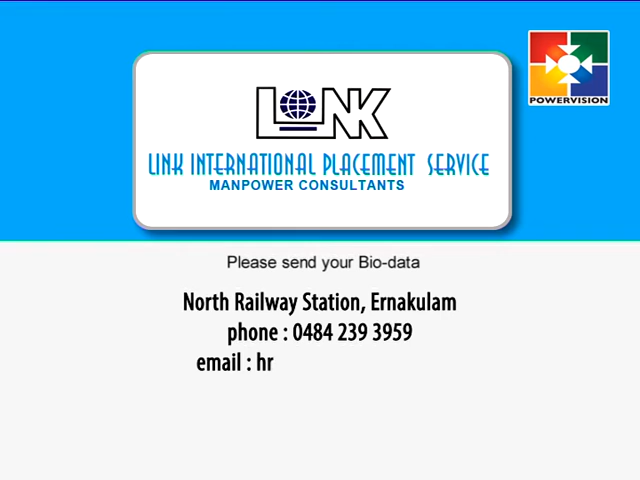 POWERVISION
LINK
LINK INTERNATIONAL PLACEMENT SERVICE
MANPOWER CONSULTANTS
Please send your Bio-data
North Railway Station, Ernakulam
phone : 0484 239 3959
email : hr